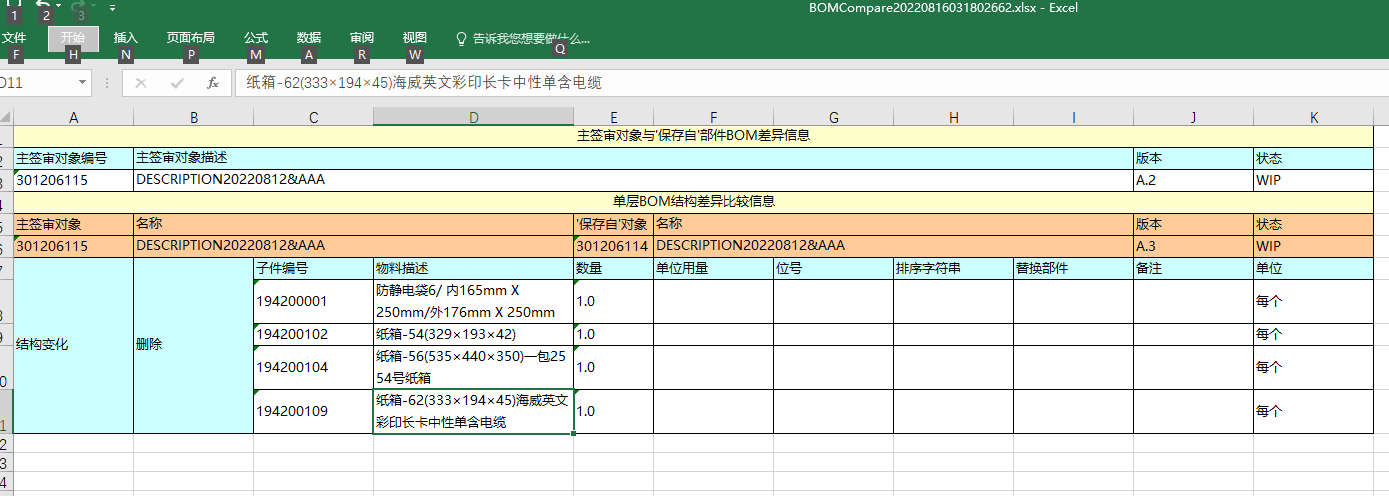 BOMCompare20220816031802662.xlsx - Excel
1 2 3
文件 开始 插入 页面布局 公式 数据 审阅 视图 告诉我您想要做什么...
F H N P M A R W Q
D11 fx 纸箱-62(333×194×45)海威英文彩印长卡中性单含电缆
A B C D E F G H I J K
主签审对象与'保存自'部件BOM差异信息
2 主签审对象编号 主签审对象描述 版本 状态
3 301206115 DESCRIPTION20220812&AAA A.2 WIP
4 单层BOM结构差异比较信息
5 主签审对象 名称 '保存自'对象 名称 版本 状态
6 301206115 DESCRIPTION20220812&AAA 301206114 DESCRIPTION20220812&AAA A.3 WIP
7 子件编号 物料描述 数量 单位用量 位号 排序字符串 替换部件 备注 单位
防静电袋6/ 内165mm X
8 194200001 250mm/外176mm X 250mm 1.0 每个
9 结构变化 删除 194200102 纸箱-54(329×193×42) 1.0 每个
纸箱-56(535×440×350)一包25
0 194200104 54号纸箱 1.0 每个
纸箱-62(333×194×45)海威英文
1 194200109 彩印长卡中性单含电缆 1.0 每个
2
3
4